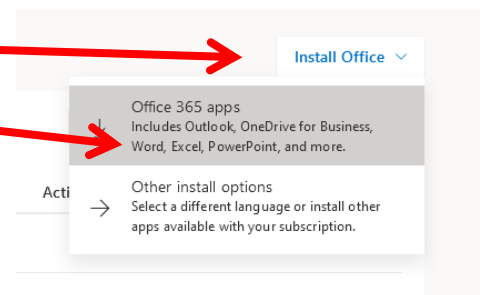 Install Office
Office 365 apps
Includes Outlook, OneDrive for Business,
Word, Excel, PowerPoint, and more.
Acti
Other install options
Select a different language or install other
apps available with your subscription.